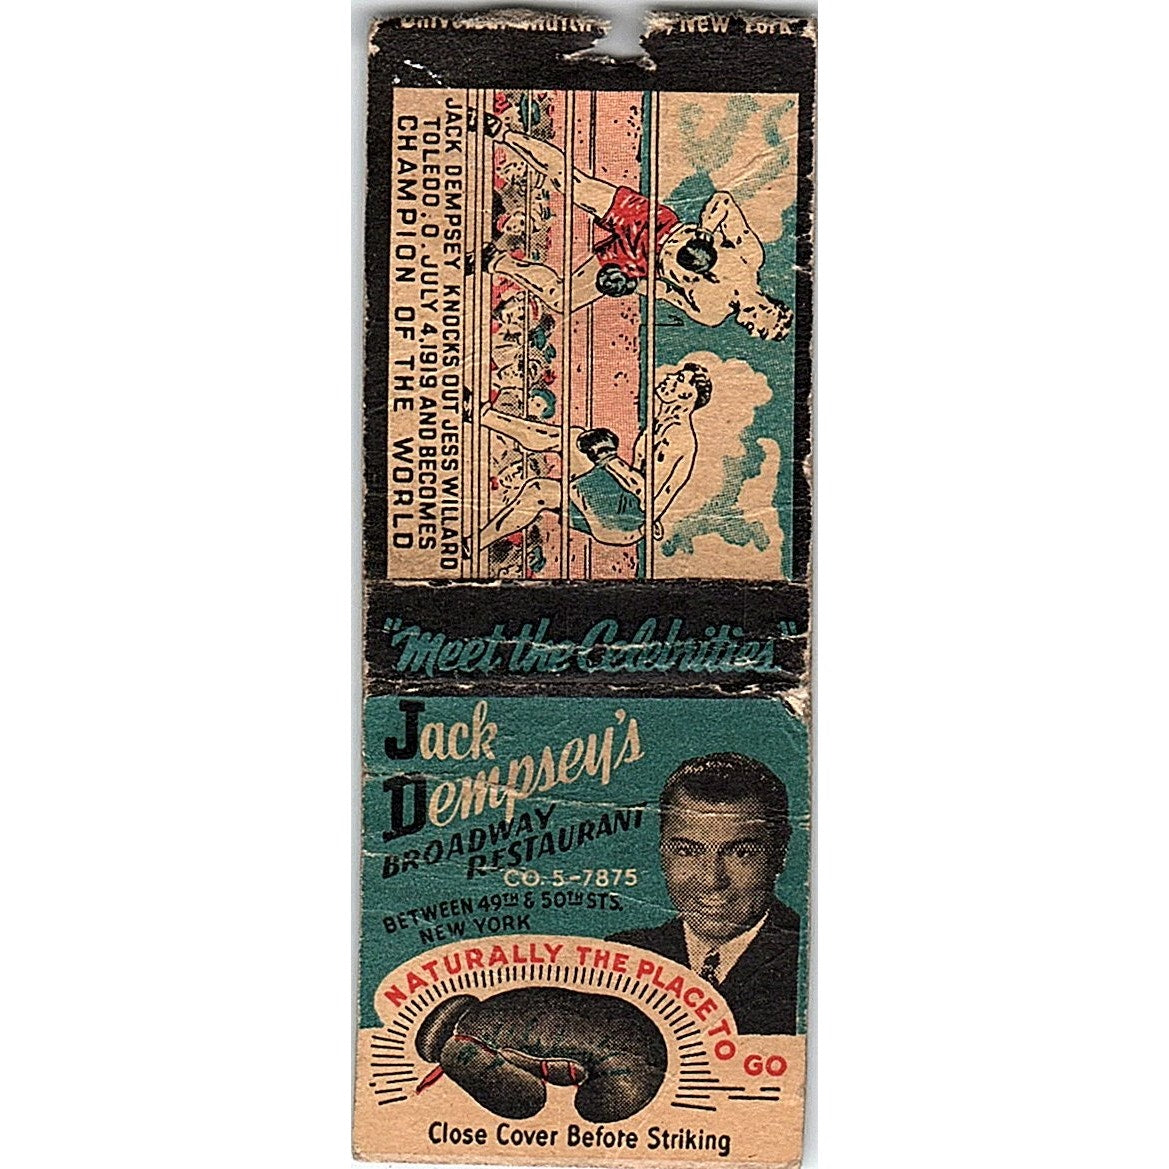 New York
JACK DEMPSEY KNOCKS OUT JESS WILLARD
TOLEDO.O. JULY 4,1919 AND BECOMES
CHAMPION OF THE WORLD
"Meet the Celebrities"
Jack
Dempsey's
BROADWAY
RESTAURANT
CO. 5-7875
BETWEEN 49TH & 50TH STS.
NEW YORK
NATURALLY THE PLACE TO GO
Close Cover Before Striking